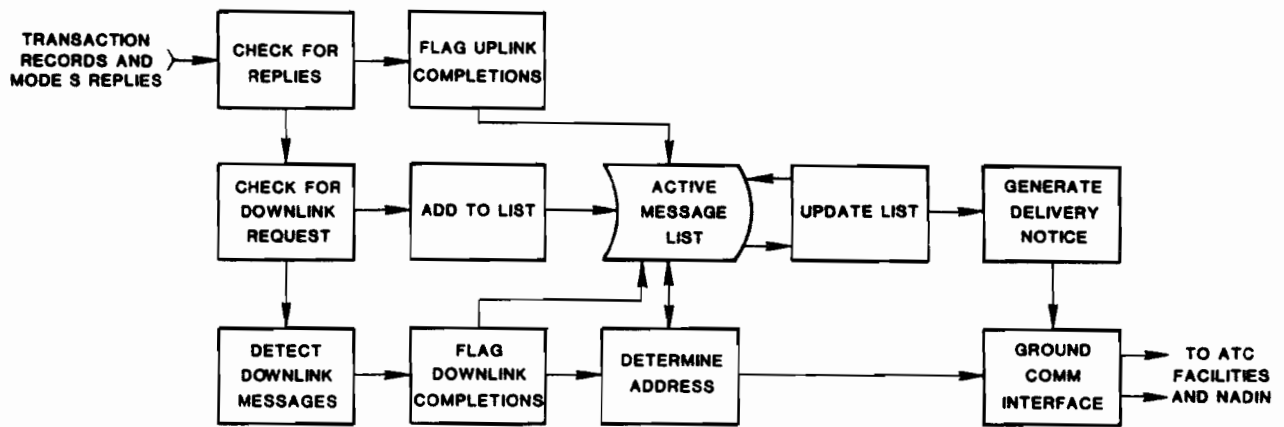 TRANSACTION
RECORDS AND
MODE S REPLIES
CHECK FOR
REPLIES
FLAG UPLINK
COMPLETIONS
CHECK FOR
DOWNLINK
REQUEST
ADD TO LIST
ACTIVE
MESSAGE
LIST
UPDATE LIST
GENERATE
DELIVERY
NOTICE
DETECT
DOWNLINK
MESSAGES
FLAG
DOWNLINK
COMPLETIONS
DETERMINE
ADDRESS
GROUND
COMM
INTERFACE
TO ATC
FACILITIES
AND NADIN